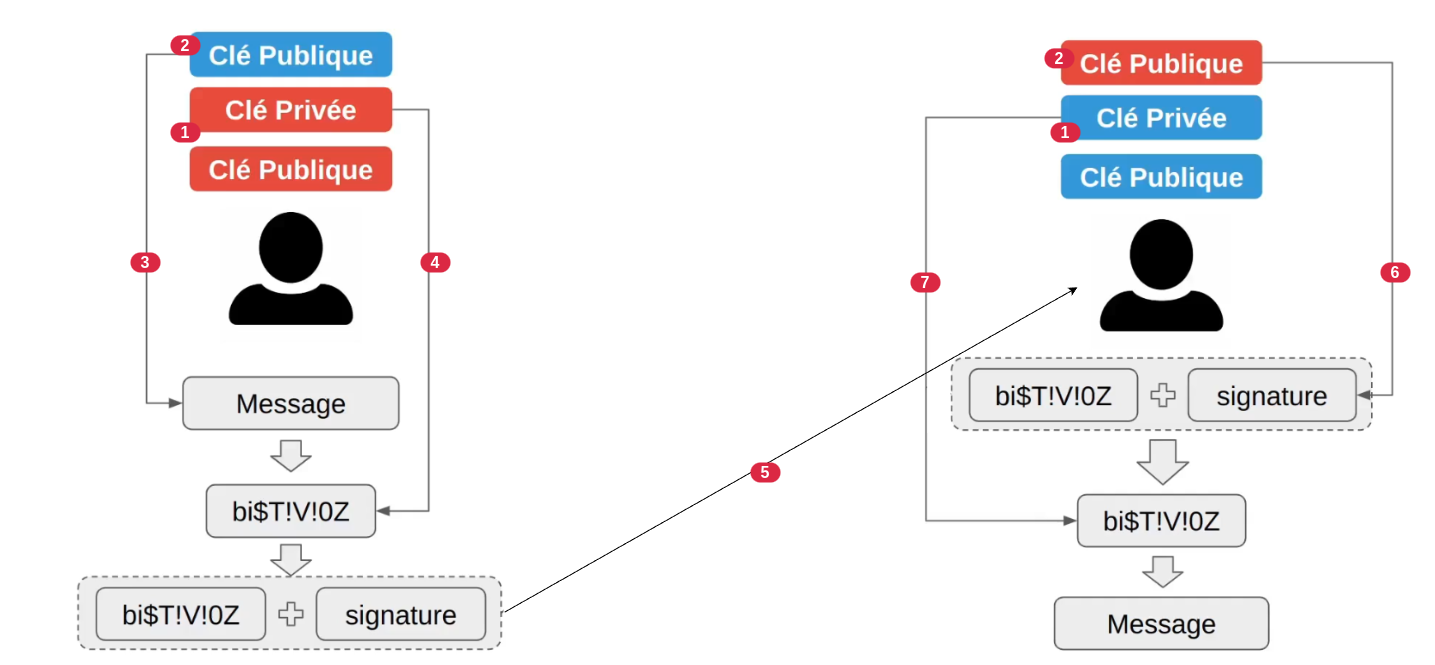 2
Clé Publique
Clé Privée
1
Clé Publique
3
4
Message
bi$T!V!0Z
bi$T!V!0Z
signature
5
2
Clé Publique
Clé Privée
1
Clé Publique
7
6
bi$T!V!0Z
signature
bi$T!V!0Z
Message